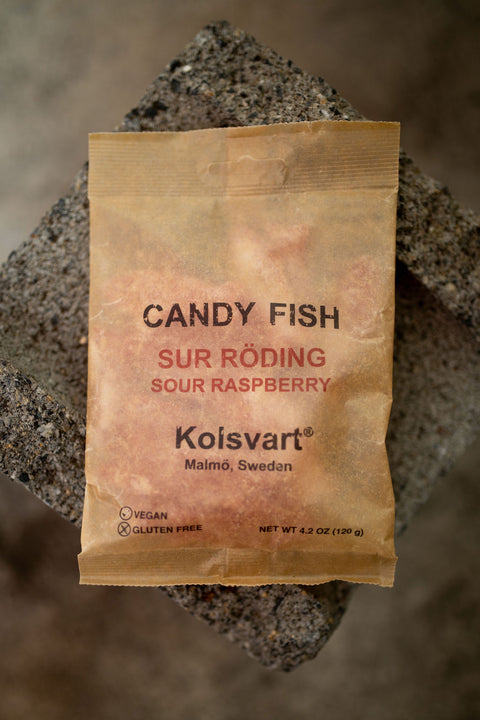 CANDY FISH
SUR RÖDING
SOUR RASPBERRY
Kolsvart®
Malmö, Sweden
VEGAN
GLUTEN FREE
NET WT 4.2 OZ (120 g)